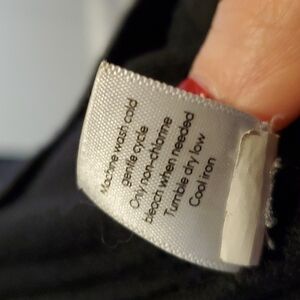 Machine wash cold
gentle cycle
Only non-chlorine
bleach when needed
Tumble dry low
Cool iron